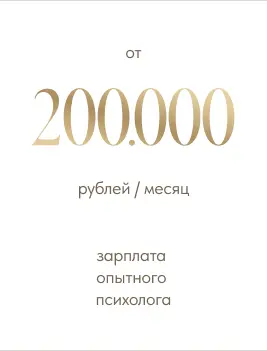 от
200.000
рублей / месяц
зарплата
опытного
психолога